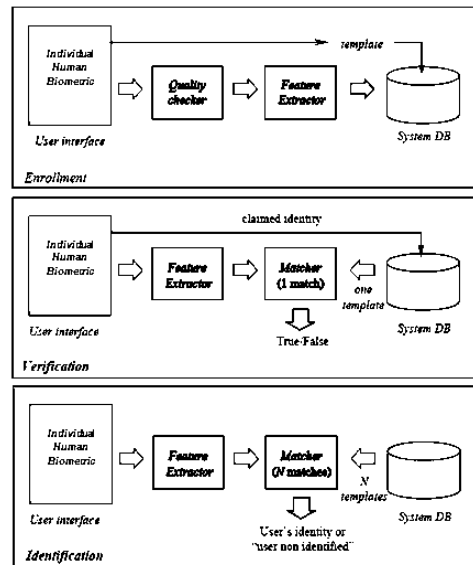 Individual
Human
Biometric
template
Quality
checker
Feature
Extractor
User interface
System DB
Enrollment
claimed identity
Individual
Human
Biometric
Feature
Extractor
Matcher
(1 match)
one
template
True/False
User interface
System DB
Verification
Individual
Human
Biometric
Feature
Extractor
Matcher
(N matches)
N
templates
User interface
System DB
User's identity or
"user non identified"
Identification